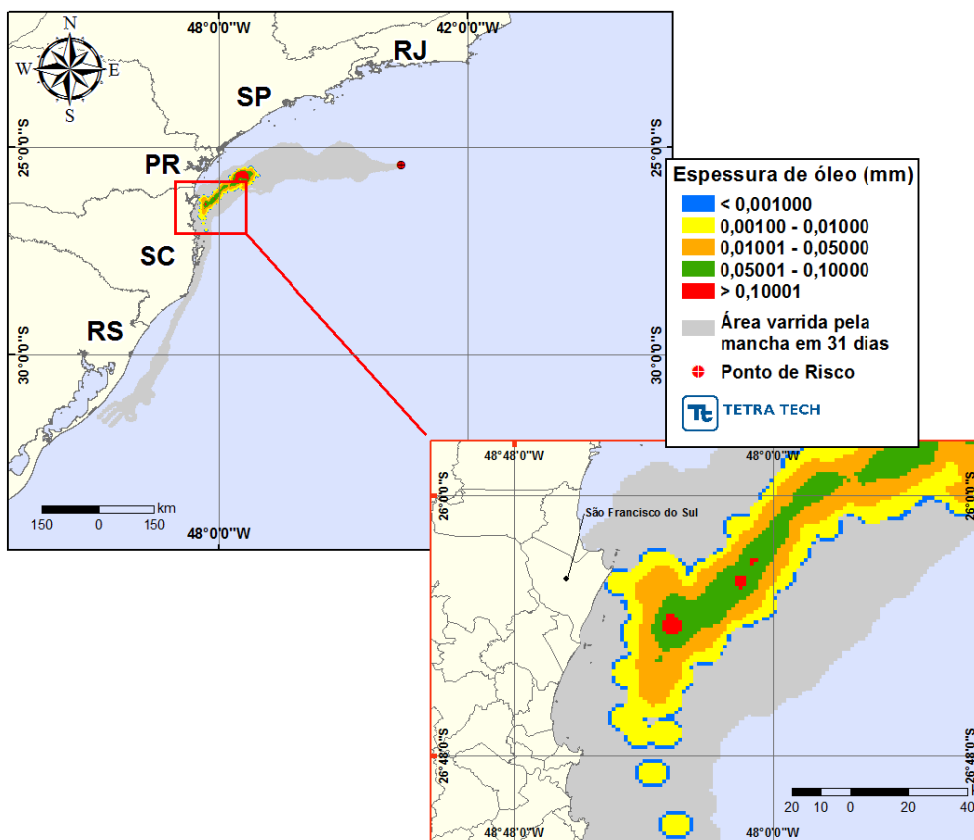 N
W E
S
48°0'0"W
42°0'0"W
RJ
SP
25°0'0"S
25°0'0"S
PR
SC
RS
30°0'0"S
30°0'0"S
150 0 150 km
48°0'0"W
Espessura de óleo (mm)
< 0,001000
0,00100 - 0,01000
0,01001 - 0,05000
0,05001 - 0,10000
> 0,10001
Área varrida pela
mancha em 31 dias
Ponto de Risco
Tt TETRA TECH
48°48'0"W
48°0'0"W
26°0'0"S
26°0'0"S
São Francisco do Sul
26°48'0"S
26°48'0"S
20 10 0 20 40
48°48'0"W
48°0'0"W